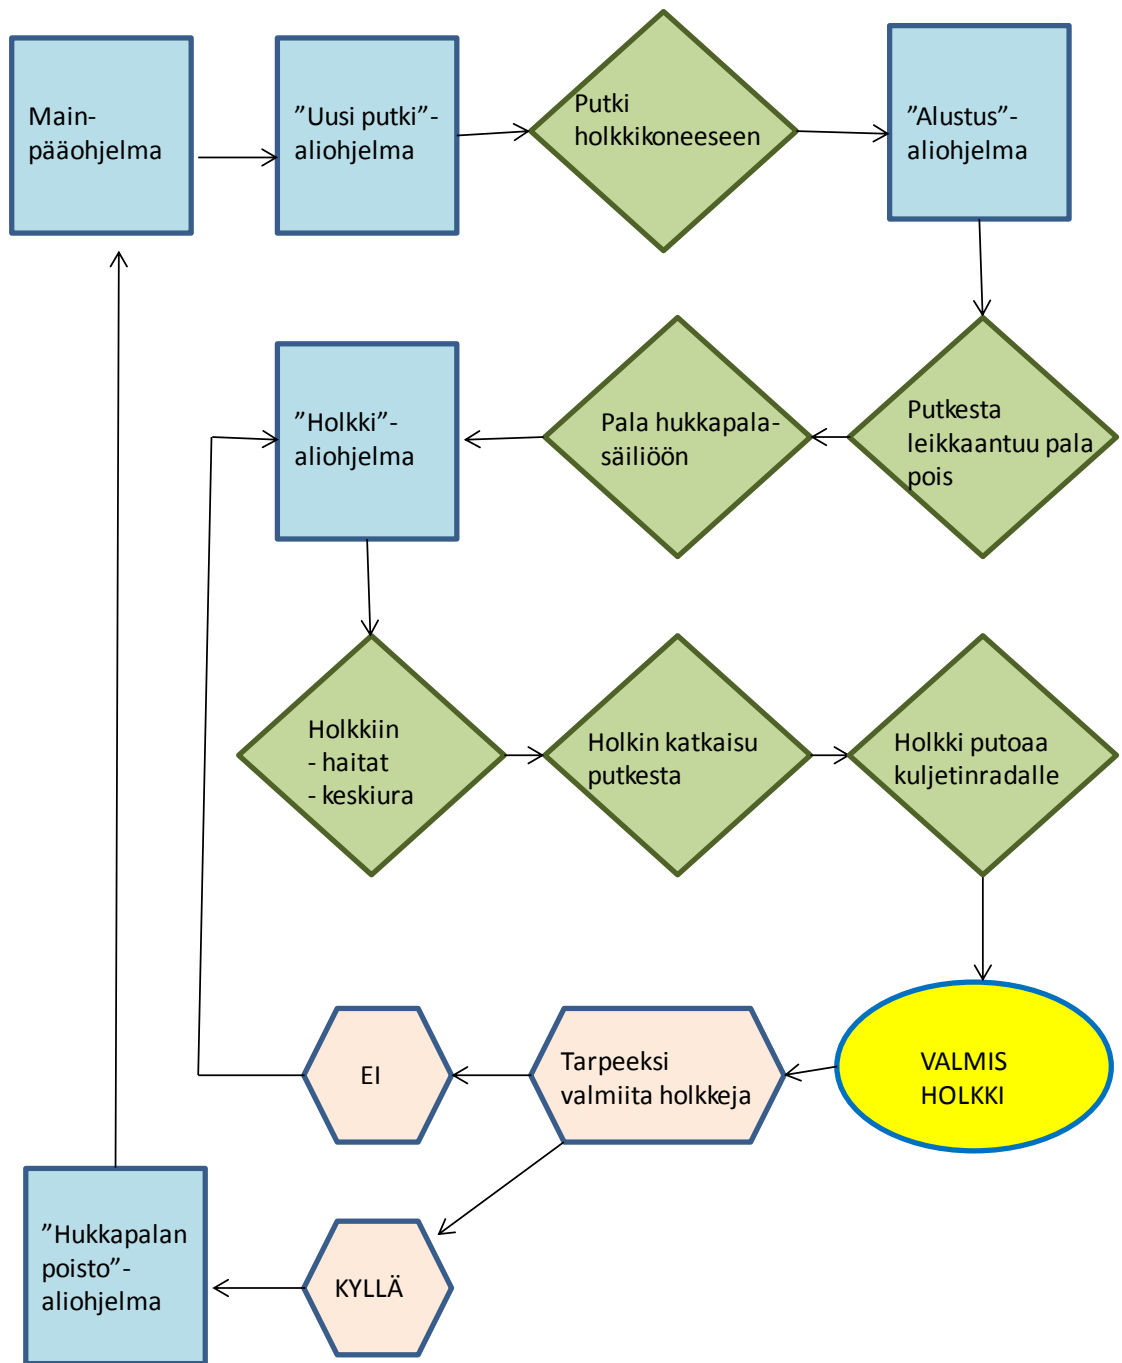 Main-
pääohjelma
”Uusi putki”-
aliohjelma
Putki
holkkikoneeseen
”Alustus”-
aliohjelma
”Holkki”-
aliohjelma
Pala hukkapala-
säiliöön
Putkesta
leikkaantuu pala
pois
Holkkiin
- haitat
- keskiura
Holkin katkaisu
putkesta
Holkki putoaa
kuljetinradalle
EI
Tarpeeksi
valmiita holkkeja
VALMIS
HOLKKI
”Hukkapalan
poisto”-
aliohjelma
KYLLÄ